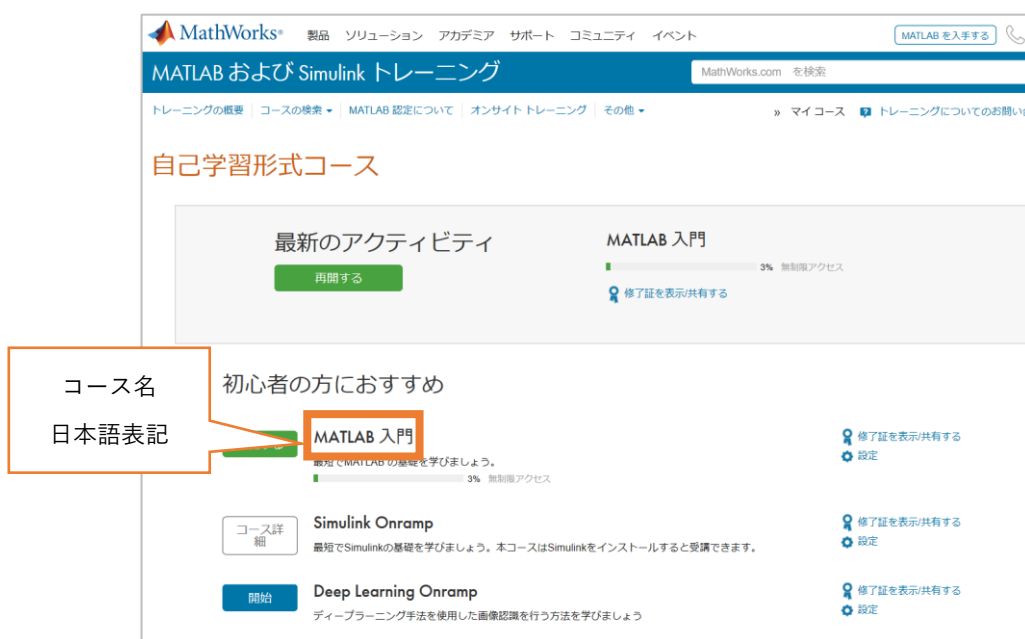 MathWorks® 製品 ソリューション アカデミア サポート コミュニティ イベント MATLAB を入手する
MATLAB および Simulink トレーニング MathWorks.com を検索
トレーニングの概要 コースの検索 MATLAB 認定について オンサイト トレーニング その他 » マイ コース トレーニングについてのお問い
自己学習形式コース
最新のアクティビティ MATLAB 入門
再開する 3% 無制限アクセス
修了証を表示/共有する
コース名
日本語表記
初心者の方におすすめ
MATLAB 入門 修了証を表示/共有する
最短でMATLAB の基礎を学びましょう。 設定
3% 無制限アクセス
コース詳細 Simulink Onramp 修了証を表示/共有する
最短でSimulinkの基礎を学びましょう。本コースはSimulinkをインストールすると受講できます。 設定
開始 Deep Learning Onramp 修了証を表示/共有する
ディープラーニング手法を使用した画像認識を行う方法を学びましょう 設定